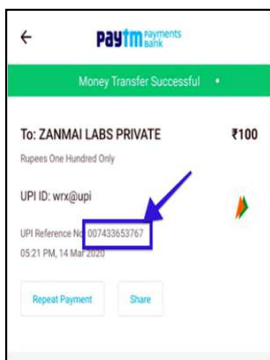 paytm Payments Bank
Money Transfer Successful
To: ZANMAI LABS PRIVATE ₹100
Rupees One Hundred Only
UPI ID: wrx@upi
UPI Reference No: 007433653767
05:21 PM, 14 Mar 2020
Repeat Payment Share